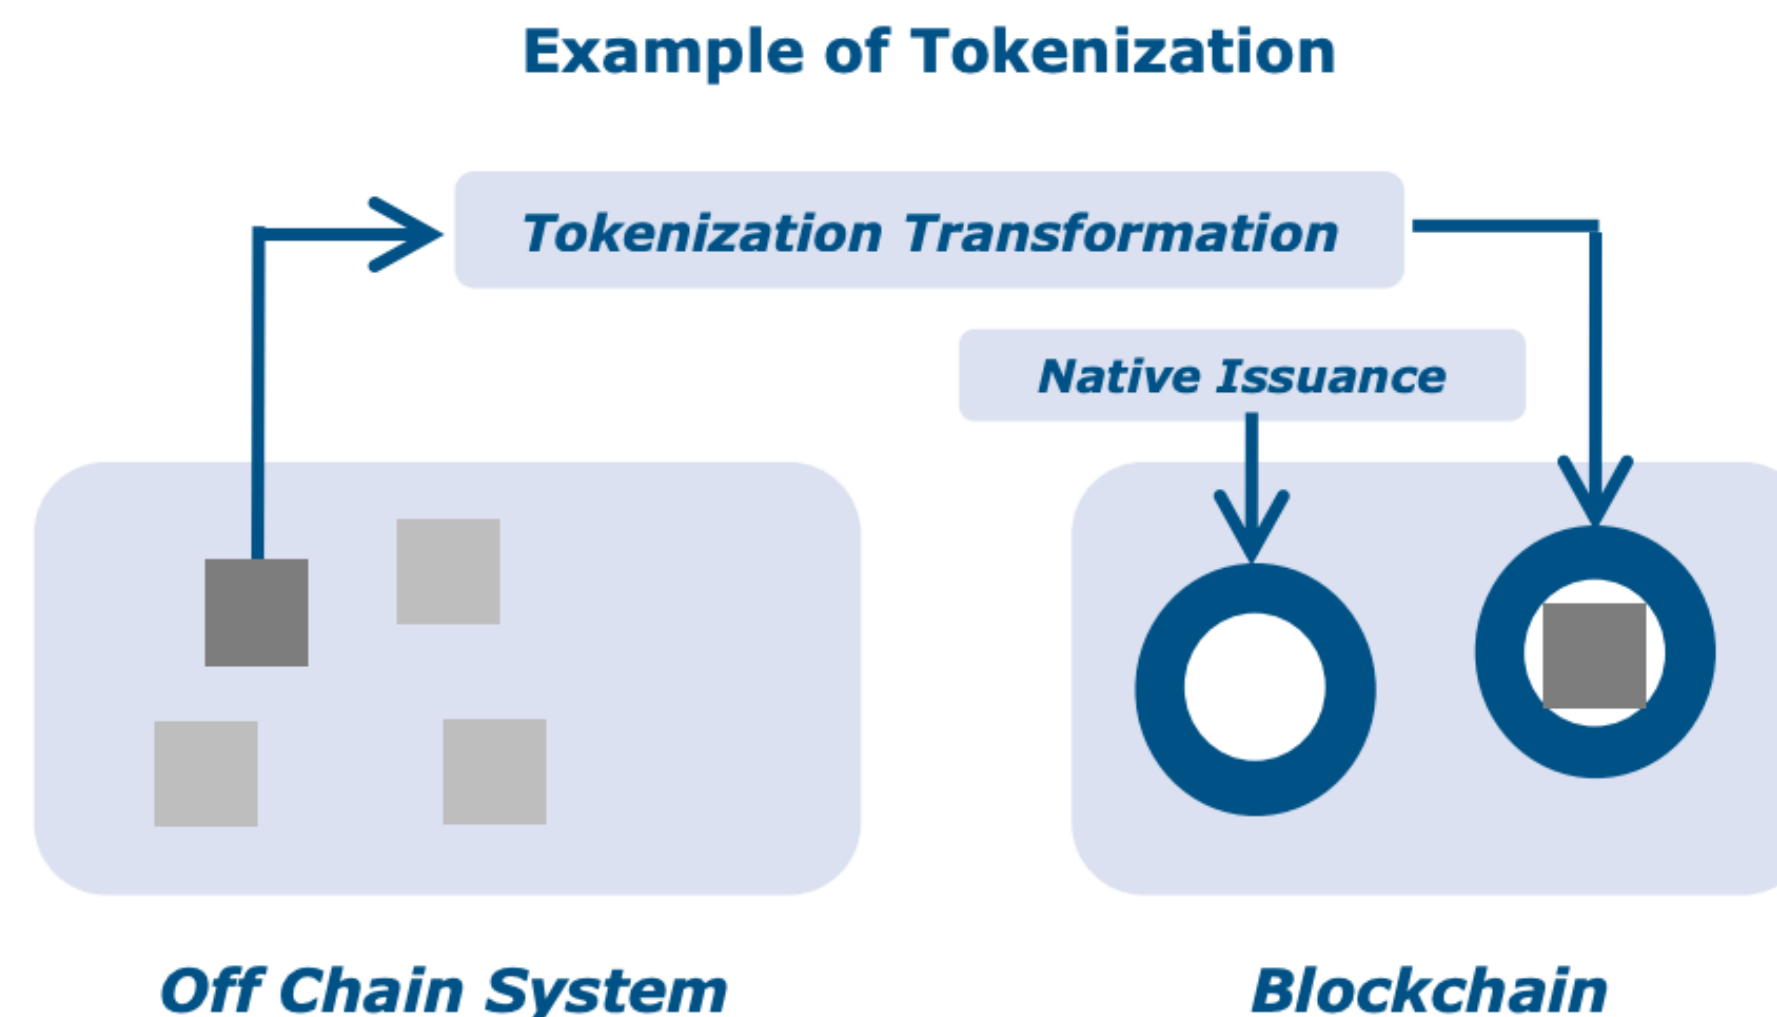 Example of Tokenization
Tokenization Transformation
Native Issuance
Off Chain System
Blockchain